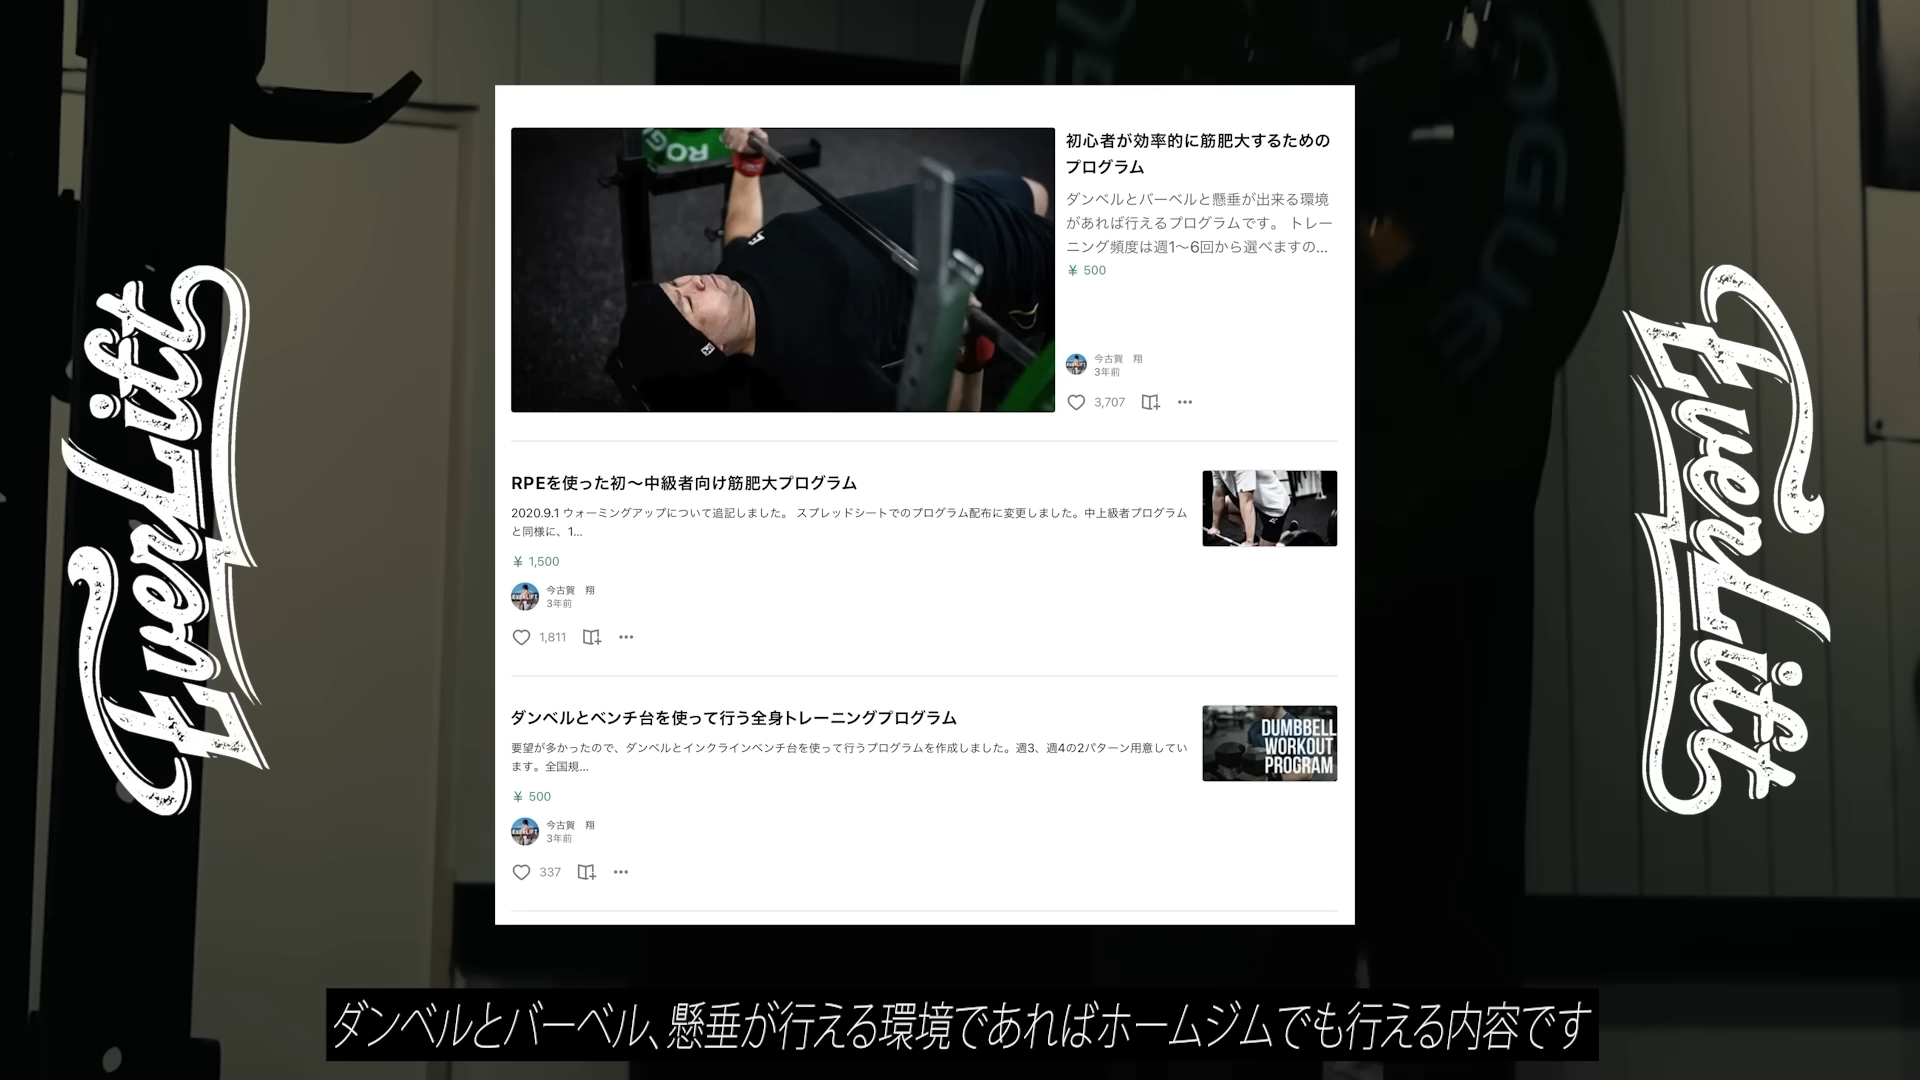 ROGUE
EverLift
ROG
初心者が効率的に筋肥大するための
プログラム
ダンベルとバーベルと懸垂が出来る環境
があれば行えるプログラムです。 トレー
ニング頻度は週1〜6回から選べますの...
¥ 500
今古賀 翔
3年前
3,707
RPEを使った初〜中級者向け筋肥大プログラム
2020.9.1 ウォーミングアップについて追記しました。 スプレッドシートでのプログラム配布に変更しました。中上級者プログラム
と同様に、1...
¥ 1,500
EVERLIFT
今古賀 翔
3年前
1,811
ダンベルとベンチ台を使って行う全身トレーニングプログラム
要望が多かったので、ダンベルとインクラインベンチ台を使って行うプログラムを作成しました。週3、週4の2パターン用意してい
ます。全国規...
DUMBBELL
WORKOUT
PROGRAM
¥ 500
EVERLIFT
今古賀 翔
3年前
337
EverLift
ダンベルとバーベル、懸垂が行える環境であればホームジムでも行える内容です